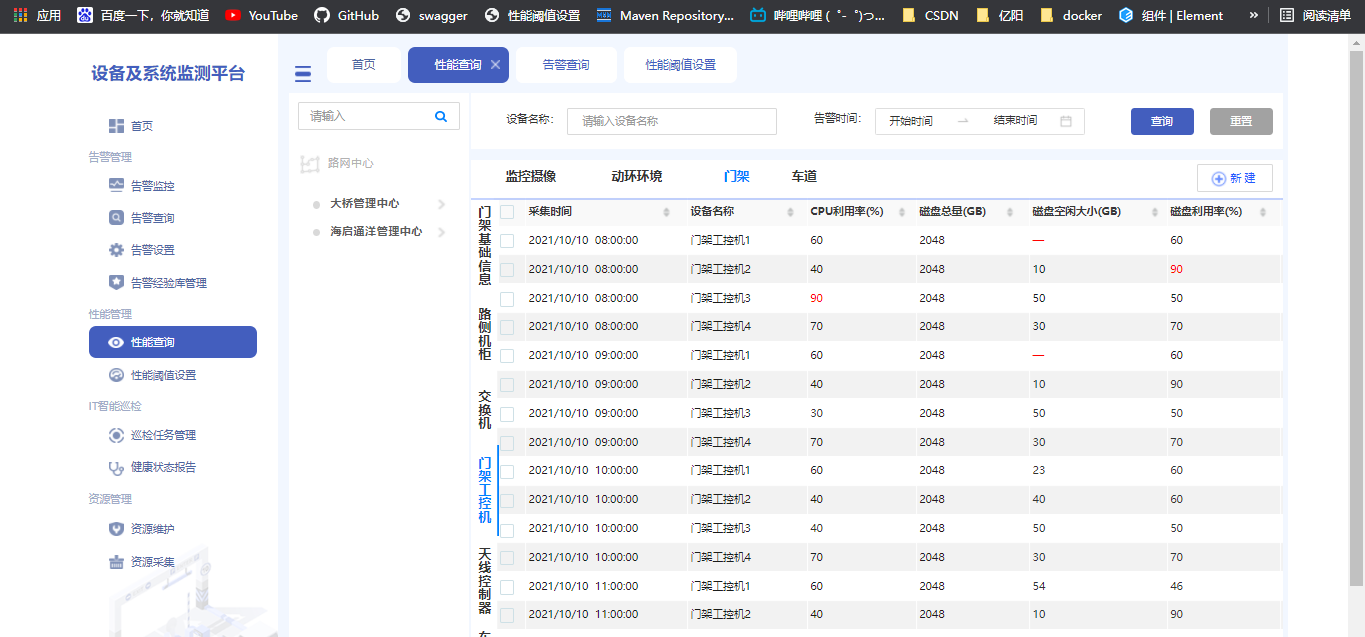 应用 百度一下，你就知道 YouTube GitHub swagger 性能阈值设置 Maven Repository... 哔哩哔哩 ( ゜- ゜)つ... CSDN 亿阳 docker 组件 | Element » 阅读清单
设备及系统监测平台
首页
告警管理
告警监控
告警查询
告警设置
告警经验库管理
性能管理
性能查询
性能阈值设置
IT智能巡检
巡检任务管理
健康状态报告
资源管理
资源维护
资源采集
首页 性能查询 告警查询 性能阈值设置
请输入
路网中心
大桥管理中心
海启逼洋管理中心
设备名称: 请输入设备名称 告警时间: 开始时间 → 结束时间 查询 重置
监控摄像 动环环境 门架 车道 新 建
门架基础信息
路侧机柜
交换机
门架工控机
天线控制器
采集时间 设备名称 CPU利用率(%) 磁盘总量(GB) 磁盘空闲大小(GB) 磁盘利用率(%)
2021/10/10 08:00:00 门架工控机1 60 2048 — 60
2021/10/10 08:00:00 门架工控机2 40 2048 10 90
2021/10/10 08:00:00 门架工控机3 90 2048 50 50
2021/10/10 08:00:00 门架工控机4 70 2048 30 70
2021/10/10 09:00:00 门架工控机1 60 2048 — 60
2021/10/10 09:00:00 门架工控机2 40 2048 10 90
2021/10/10 09:00:00 门架工控机3 30 2048 50 50
2021/10/10 09:00:00 门架工控机4 70 2048 30 70
2021/10/10 10:00:00 门架工控机1 60 2048 23 60
2021/10/10 10:00:00 门架工控机2 40 2048 40 60
2021/10/10 10:00:00 门架工控机3 40 2048 50 50
2021/10/10 10:00:00 门架工控机4 70 2048 30 70
2021/10/10 11:00:00 门架工控机1 60 2048 54 46
2021/10/10 11:00:00 门架工控机2 40 2048 10 90